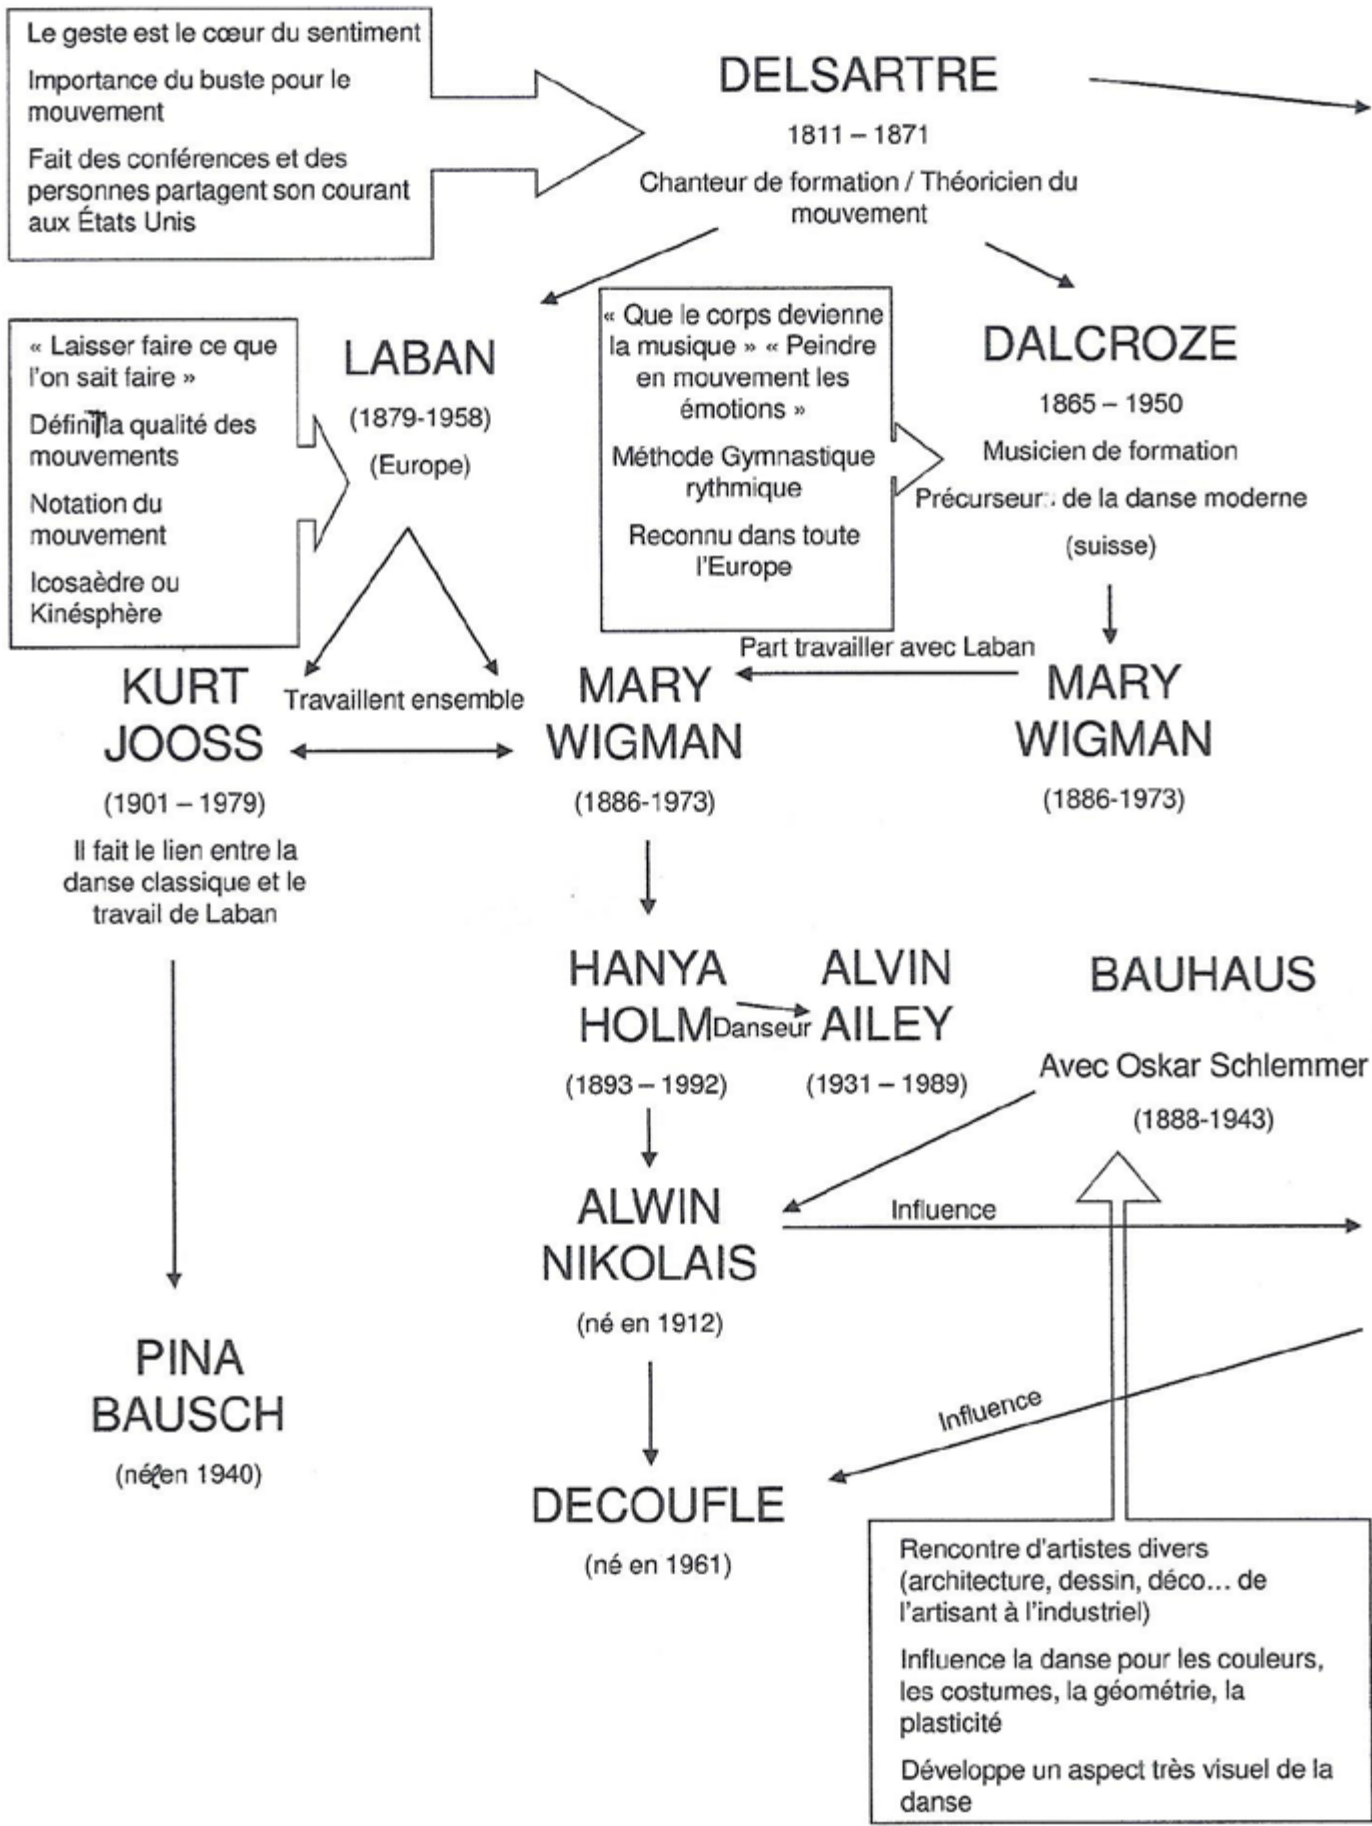 Le geste est le cœur du sentiment
Importance du buste pour le
mouvement
Fait des conférences et des
personnes partagent son courant
aux États Unis
DELSARTRE
1811 – 1871
Chanteur de formation / Théoricien du
mouvement
« Laisser faire ce que
l'on sait faire »
Définit la qualité des
mouvements
Notation du
mouvement
Icosaèdre ou
Kinésphère
LABAN
(1879-1958)
(Europe)
« Que le corps devienne
la musique » « Peindre
en mouvement les
émotions »
Méthode Gymnastique
rythmique
Reconnu dans toute
l'Europe
DALCROZE
1865 – 1950
Musicien de formation
Précurseur de la danse moderne
(suisse)
Part travailler avec Laban
KURT
JOOSS
(1901 – 1979)
Il fait le lien entre la
danse classique et le
travail de Laban
Travaillent ensemble
MARY
WIGMAN
(1886-1973)
MARY
WIGMAN
(1886-1973)
HANYA
HOLM
(1893 – 1992)
Danseur
ALVIN
AILEY
(1931 – 1989)
BAUHAUS
Avec Oskar Schlemmer
(1888-1943)
ALWIN
NIKOLAIS
(né en 1912)
Influence
PINA
BAUSCH
(née en 1940)
Influence
DECOUFLE
(né en 1961)
Rencontre d'artistes divers
(architecture, dessin, déco... de
l'artisant à l'industriel)
Influence la danse pour les couleurs,
les costumes, la géométrie, la
plasticité
Développe un aspect très visuel de la
danse